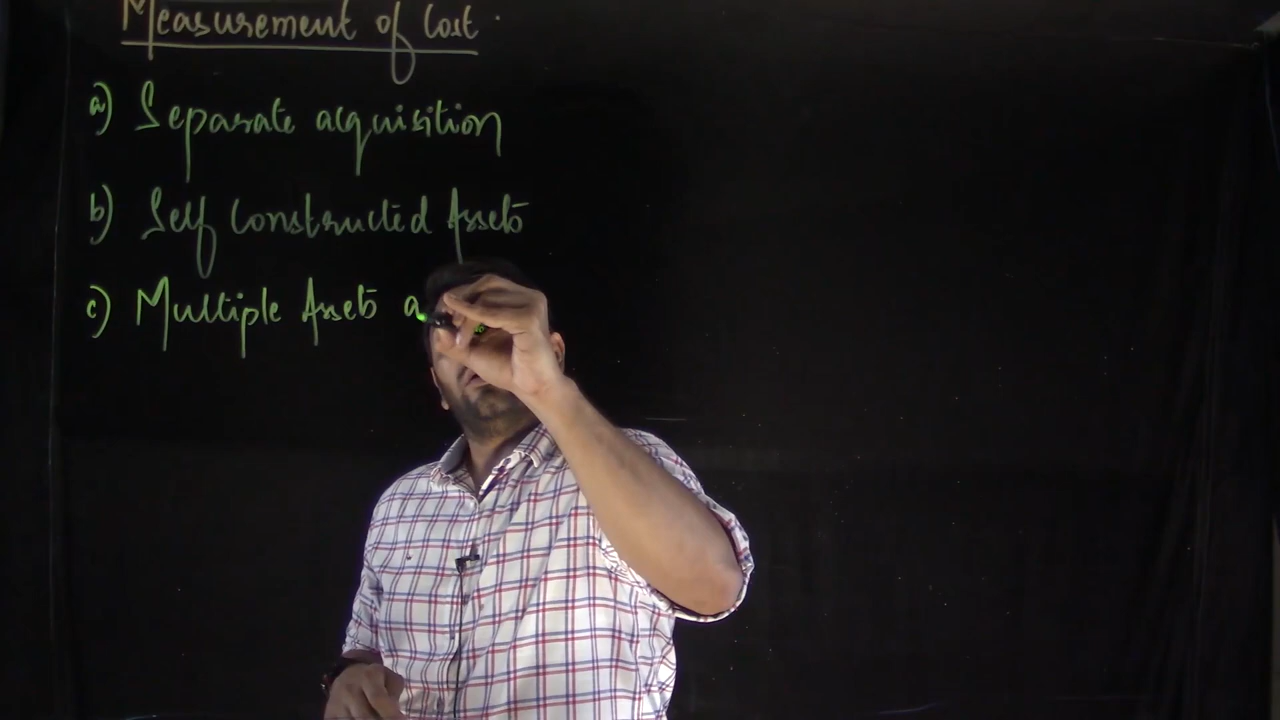 Measurement of Cost.
a) Separate acquisition
b) Self Constructed Assets
c) Multiple Assets a